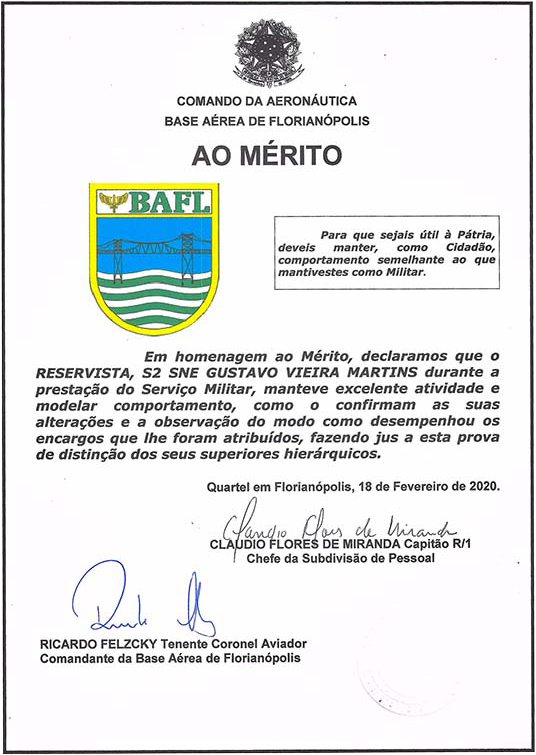 COMANDO DA AERONÁUTICA
BASE AÉREA DE FLORIANÓPOLIS
AO MÉRITO
BAFL
Para que sejais útil à Pátria,
deveis manter, como Cidadão,
comportamento semelhante ao que
mantivestes como Militar.
Em homenagem ao Mérito, declaramos que o
RESERVISTA, S2 SNE GUSTAVO VIEIRA MARTINS durante a
prestação do Serviço Militar, manteve excelente atividade e
modelar comportamento, como o confirmam as suas
alterações e a observação do modo como desempenhou os
encargos que lhe foram atribuídos, fazendo jus a esta prova
de distinção dos seus superiores hierárquicos.
Quartel em Florianópolis, 18 de Fevereiro de 2020.
Claudio Flores de Miranda
CLAUDIO FLORES DE MIRANDA Capitão R/1
Chefe da Subdivisão de Pessoal
RICARDO FELZCKY Tenente Coronel Aviador
Comandante da Base Aérea de Florianópolis